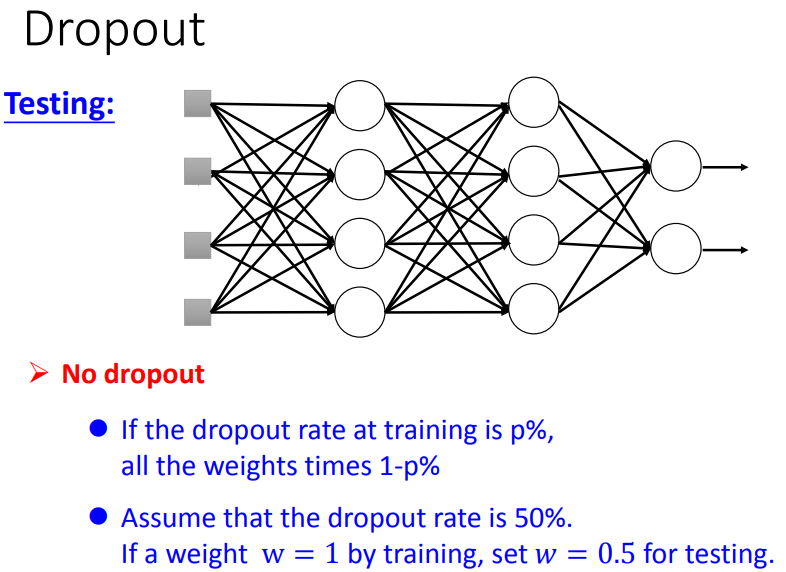 Dropout
Testing:
➢ No dropout
● If the dropout rate at training is p%,
all the weights times 1-p%
● Assume that the dropout rate is 50%.
If a weight w = 1 by training, set 𝑤 = 0.5 for testing.